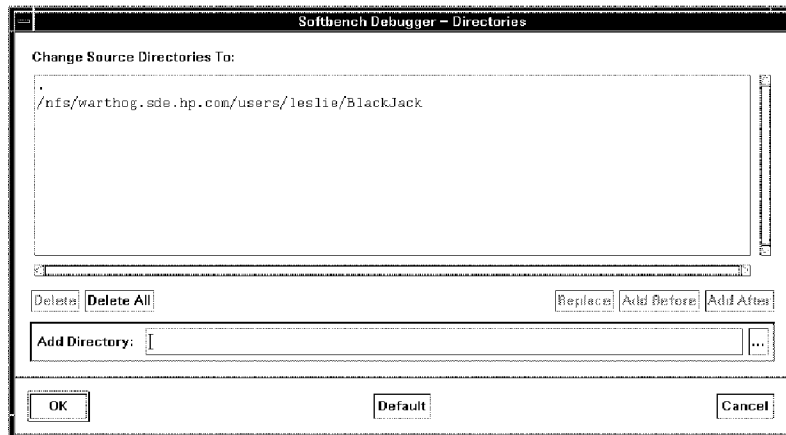 Softbench Debugger – Directories
Change Source Directories To:
.
/nfs/warthog.sde.hp.com/users/leslie/BlackJack
Delete Delete All Replace Add Before Add After
Add Directory: ...
OK Default Cancel